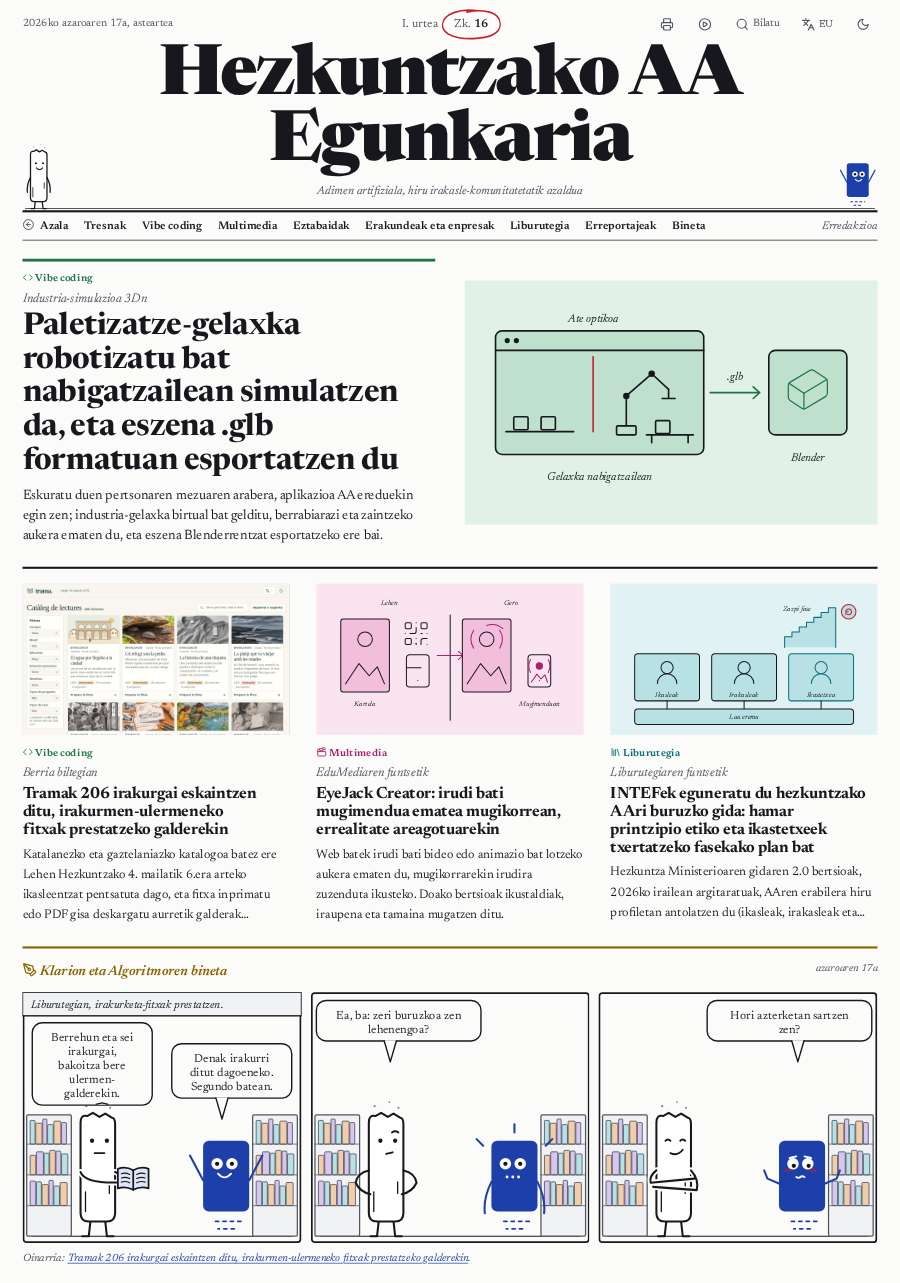 2026ko azaroaren 17a, asteartea
I. urtea Zk. 16
Bilatu
EU
Hezkuntzako AA
Egunkaria
Adimen artifiziala, hiru irakasle-komunitatetatik azaldua
Azala Tresnak Vibe coding Multimedia Eztabaidak Erakundeak eta enpresak Liburutegia Erreportajeak Bineta Erredakzioa
Vibe coding
Industria-simulazioa 3Dn
Paletizatze-gelaxka
robotizatu bat
nabigatzailean simulatzen
da, eta eszena .glb
formatuan esportatzen du
Eskuratu duen pertsonaren mezuaren arabera, aplikazioa AA ereduekin
egin zen; industria-gelaxka birtual bat gelditu, berrabiarazi eta zaintzeko
aukera ematen du, eta eszena Blenderrentzat esportatzeko ere bai.
Ate optikoa
.glb
Blender
Gelaxka nabigatzailean
trama.
Catàlog de lectures
Vibe coding
Berria biltegian
Tramak 206 irakurgai eskaintzen
ditu, irakurmen-ulermeneko
fitxak prestatzeko galderekin
Katalanezko eta gaztelaniazko katalogoa batez ere
Lehen Hezkuntzako 4. mailatik 6.era arteko
ikasleentzat pentsatuta dago, eta fitxa inprimatu
edo PDF gisa deskargatu aurretik galderak...
Lehen
Gero
Kartela
Mugimenduan
Multimedia
EduMediaren funtsetik
EyeJack Creator: irudi bati
mugimendua ematea mugikorrean,
errealitate areagotuarekin
Web batek irudi bati bideo edo animazio bat lotzeko
aukera ematen du, mugikorrekin irudira
zuzenduta ikusteko. Doako bertsioak ikustaldiak,
iraupena eta tamaina mugatzen ditu.
Zazpi fase
Ikasleak
Irakasleak
Ikastetxea
Lau eremu
Liburutegia
Liburutegiaren funtsetik
INTEFek eguneratu du hezkuntzako
AAri buruzko gida: hamar
printzipio etiko eta ikastetxeek
txertatzeko fasekako plan bat
Hezkuntza Ministerioaren gidaren 2.0 bertsioak,
2026ko irailean argitaratuak, AAren erabilera hiru
profiletan antolatzen du (ikasleak, irakasleak eta...
Klarion eta Algoritmoren bineta
azaroaren 17a
Liburutegian, irakurketa-fitxak prestatzen.
Berrehun eta sei
irakurgai,
bakoitza bere
ulermen-
galderekin.
Denak irakurri
ditut dagoeneko.
Segundo batean.
Ea, ba: zeri buruzkoa zen
lehenengoa?
Hori azterketan sartzen
zen?
Oinarria: Tramak 206 irakurgai eskaintzen ditu, irakurmen-ulermeneko fitxak prestatzeko galderekin.